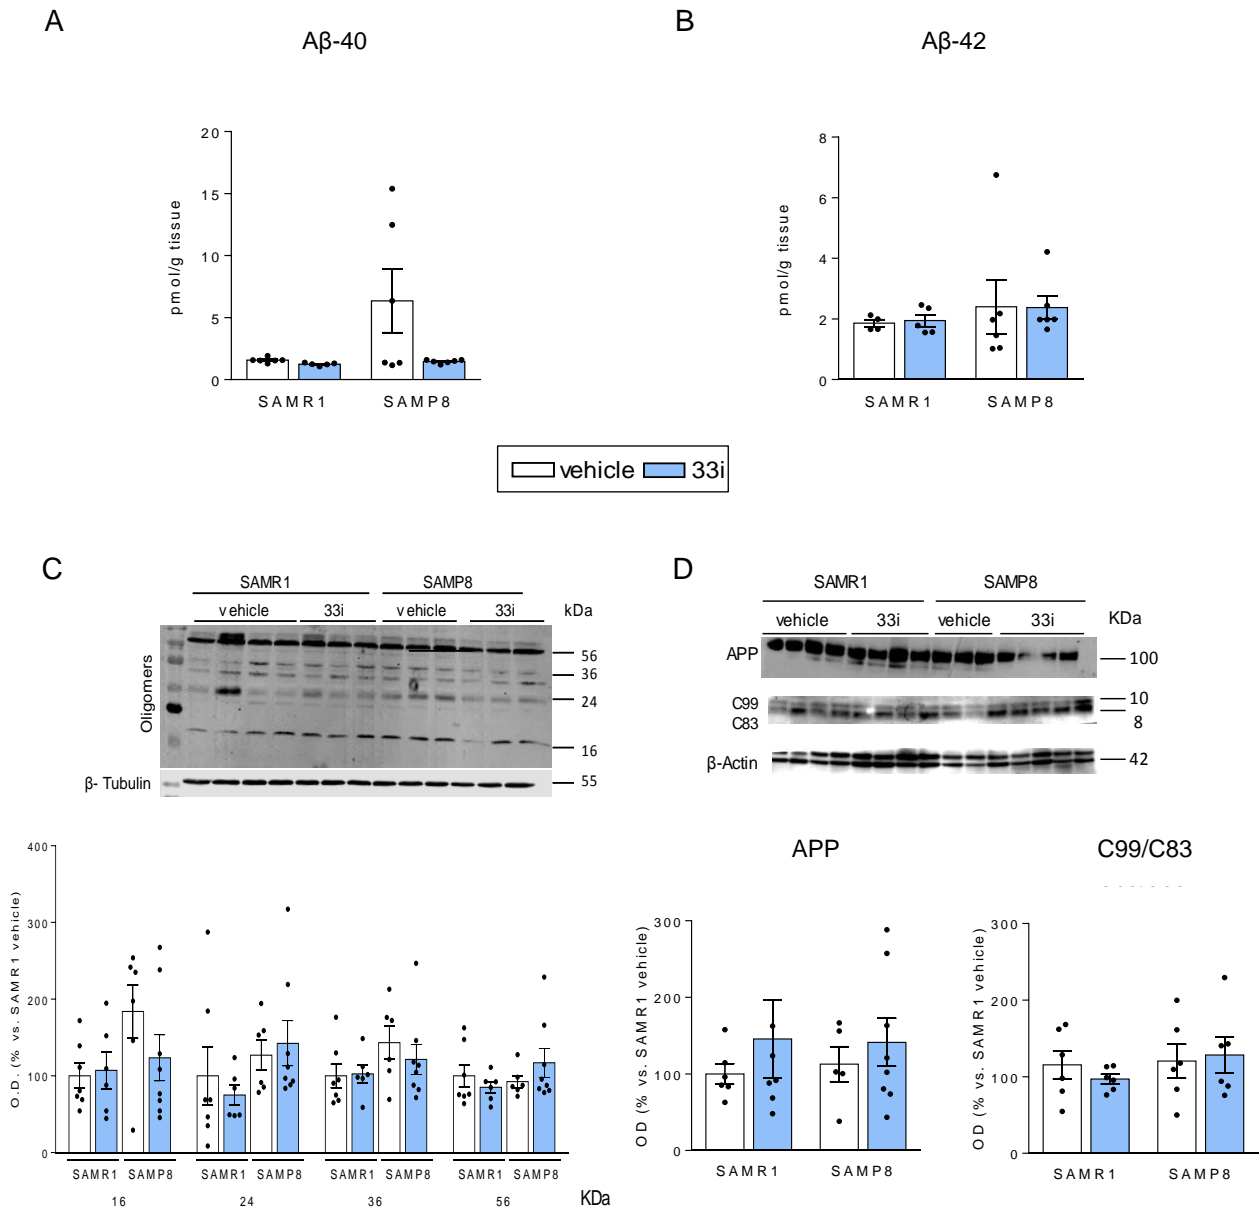 A
Aβ-40
20
15
10
5
0
pmol/g tissue
SAMR1 SAMP8
B
Aβ-42
8
6
4
2
0
pmol/g tissue
SAMR1 SAMP8
vehicle 33i
C
SAMR1 SAMP8
vehicle 33i vehicle 33i kDa
Oligomers
56
36
24
16
β- Tubulin 55
400
300
200
100
0
O.D. (% vs. SAMR1 vehicle)
SAMR1 SAMP8 SAMR1 SAMP8 SAMR1 SAMP8 SAMR1 SAMP8
16 24 36 56 KDa
D
SAMR1 SAMP8
vehicle 33i vehicle 33i KDa
APP 100
C99 10
C83 8
β-Actin 42
APP
300
200
100
0
OD (% vs. SAMR1 vehicle)
SAMR1 SAMP8
C99/C83
300
200
100
0
OD (% vs. SAMR1 vehicle)
SAMR1 SAMP8